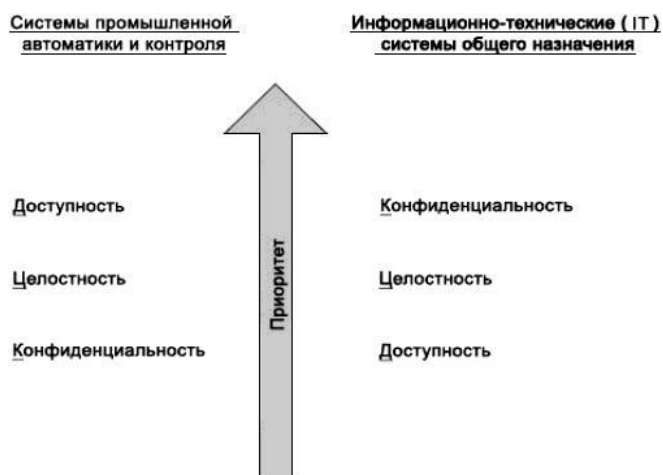 Системы промышленной
автоматики и контроля
Информационно-технические ( IT )
системы общего назначения
Доступность
Целостность
Конфиденциальность
Приоритет
Конфиденциальность
Целостность
Доступность